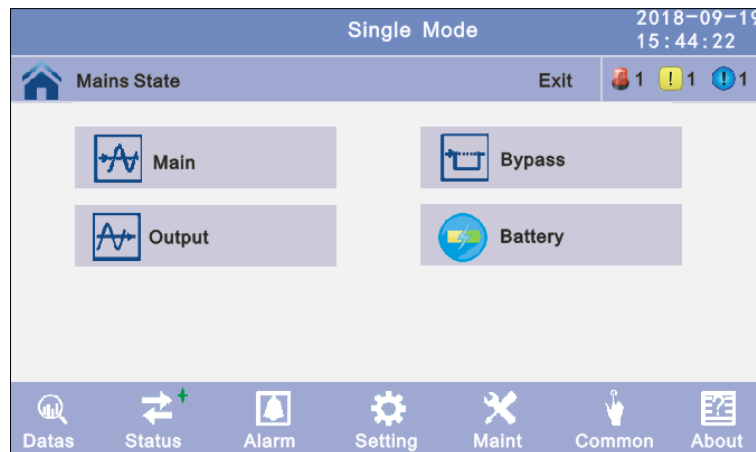 Single Mode
2018-09-19
15:44:22
Mains State
Exit
1
! 1
! 1
Main
Bypass
Output
Battery
Datas
Status
Alarm
Setting
Maint
Common
About